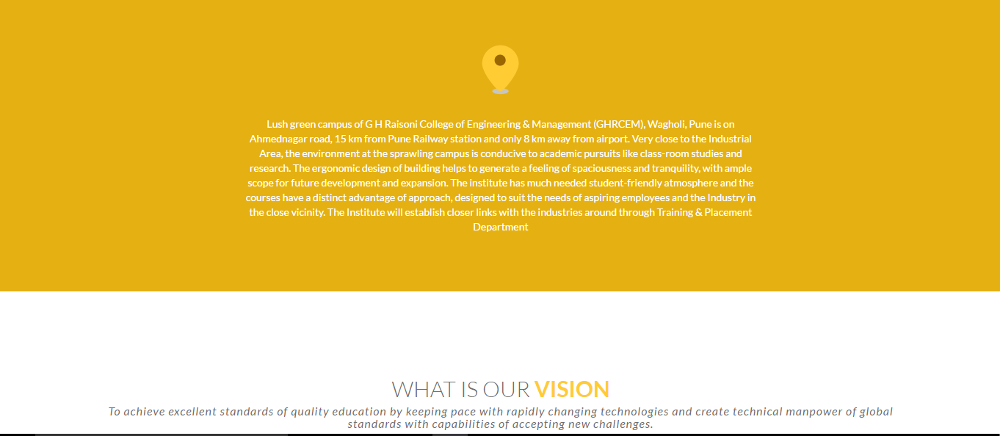 Lush green campus of G H Raisoni College of Engineering & Management (GHRCEM), Wagholi, Pune is on
Ahmednagar road, 15 km from Pune Railway station and only 8 km away from airport. Very close to the Industrial
Area, the environment at the sprawling campus is conducive to academic pursuits like class-room studies and
research. The ergonomic design of building helps to generate a feeling of spaciousness and tranquility, with ample
scope for future development and expansion. The institute has much needed student-friendly atmosphere and the
courses have a distinct advantage of approach, designed to suit the needs of aspiring employees and the Industry in
the close vicinity. The Institute will establish closer links with the industries around through Training & Placement
Department
WHAT IS OUR VISION
To achieve excellent standards of quality education by keeping pace with rapidly changing technologies and create technical manpower of global
standards with capabilities of accepting new challenges.